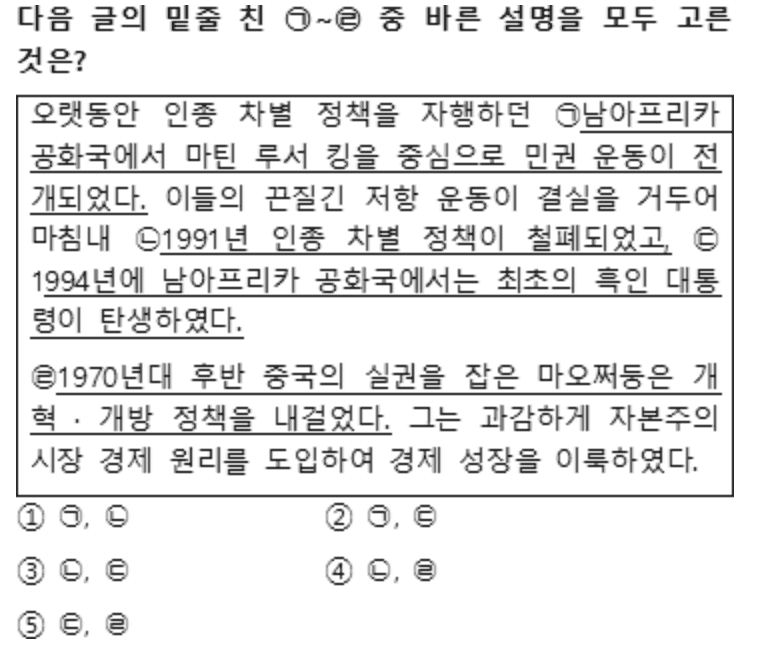 다음 글의 밑줄 친 ㉠~㉣ 중 바른 설명을 모두 고른
것은?
오랫동안 인종 차별 정책을 자행하던 ㉠남아프리카
공화국에서 마틴 루서 킹을 중심으로 민권 운동이 전
개되었다. 이들의 끈질긴 저항 운동이 결실을 거두어
마침내 ㉡1991년 인종 차별 정책이 철폐되었고, ㉢
1994년에 남아프리카 공화국에서는 최초의 흑인 대통
령이 탄생하였다.
㉣1970년대 후반 중국의 실권을 잡은 마오쩌둥은 개
혁 · 개방 정책을 내걸었다. 그는 과감하게 자본주의
시장 경제 원리를 도입하여 경제 성장을 이룩하였다.
① ㉠, ㉡ ② ㉠, ㉢
③ ㉡, ㉢ ④ ㉡, ㉣
⑤ ㉢, ㉣